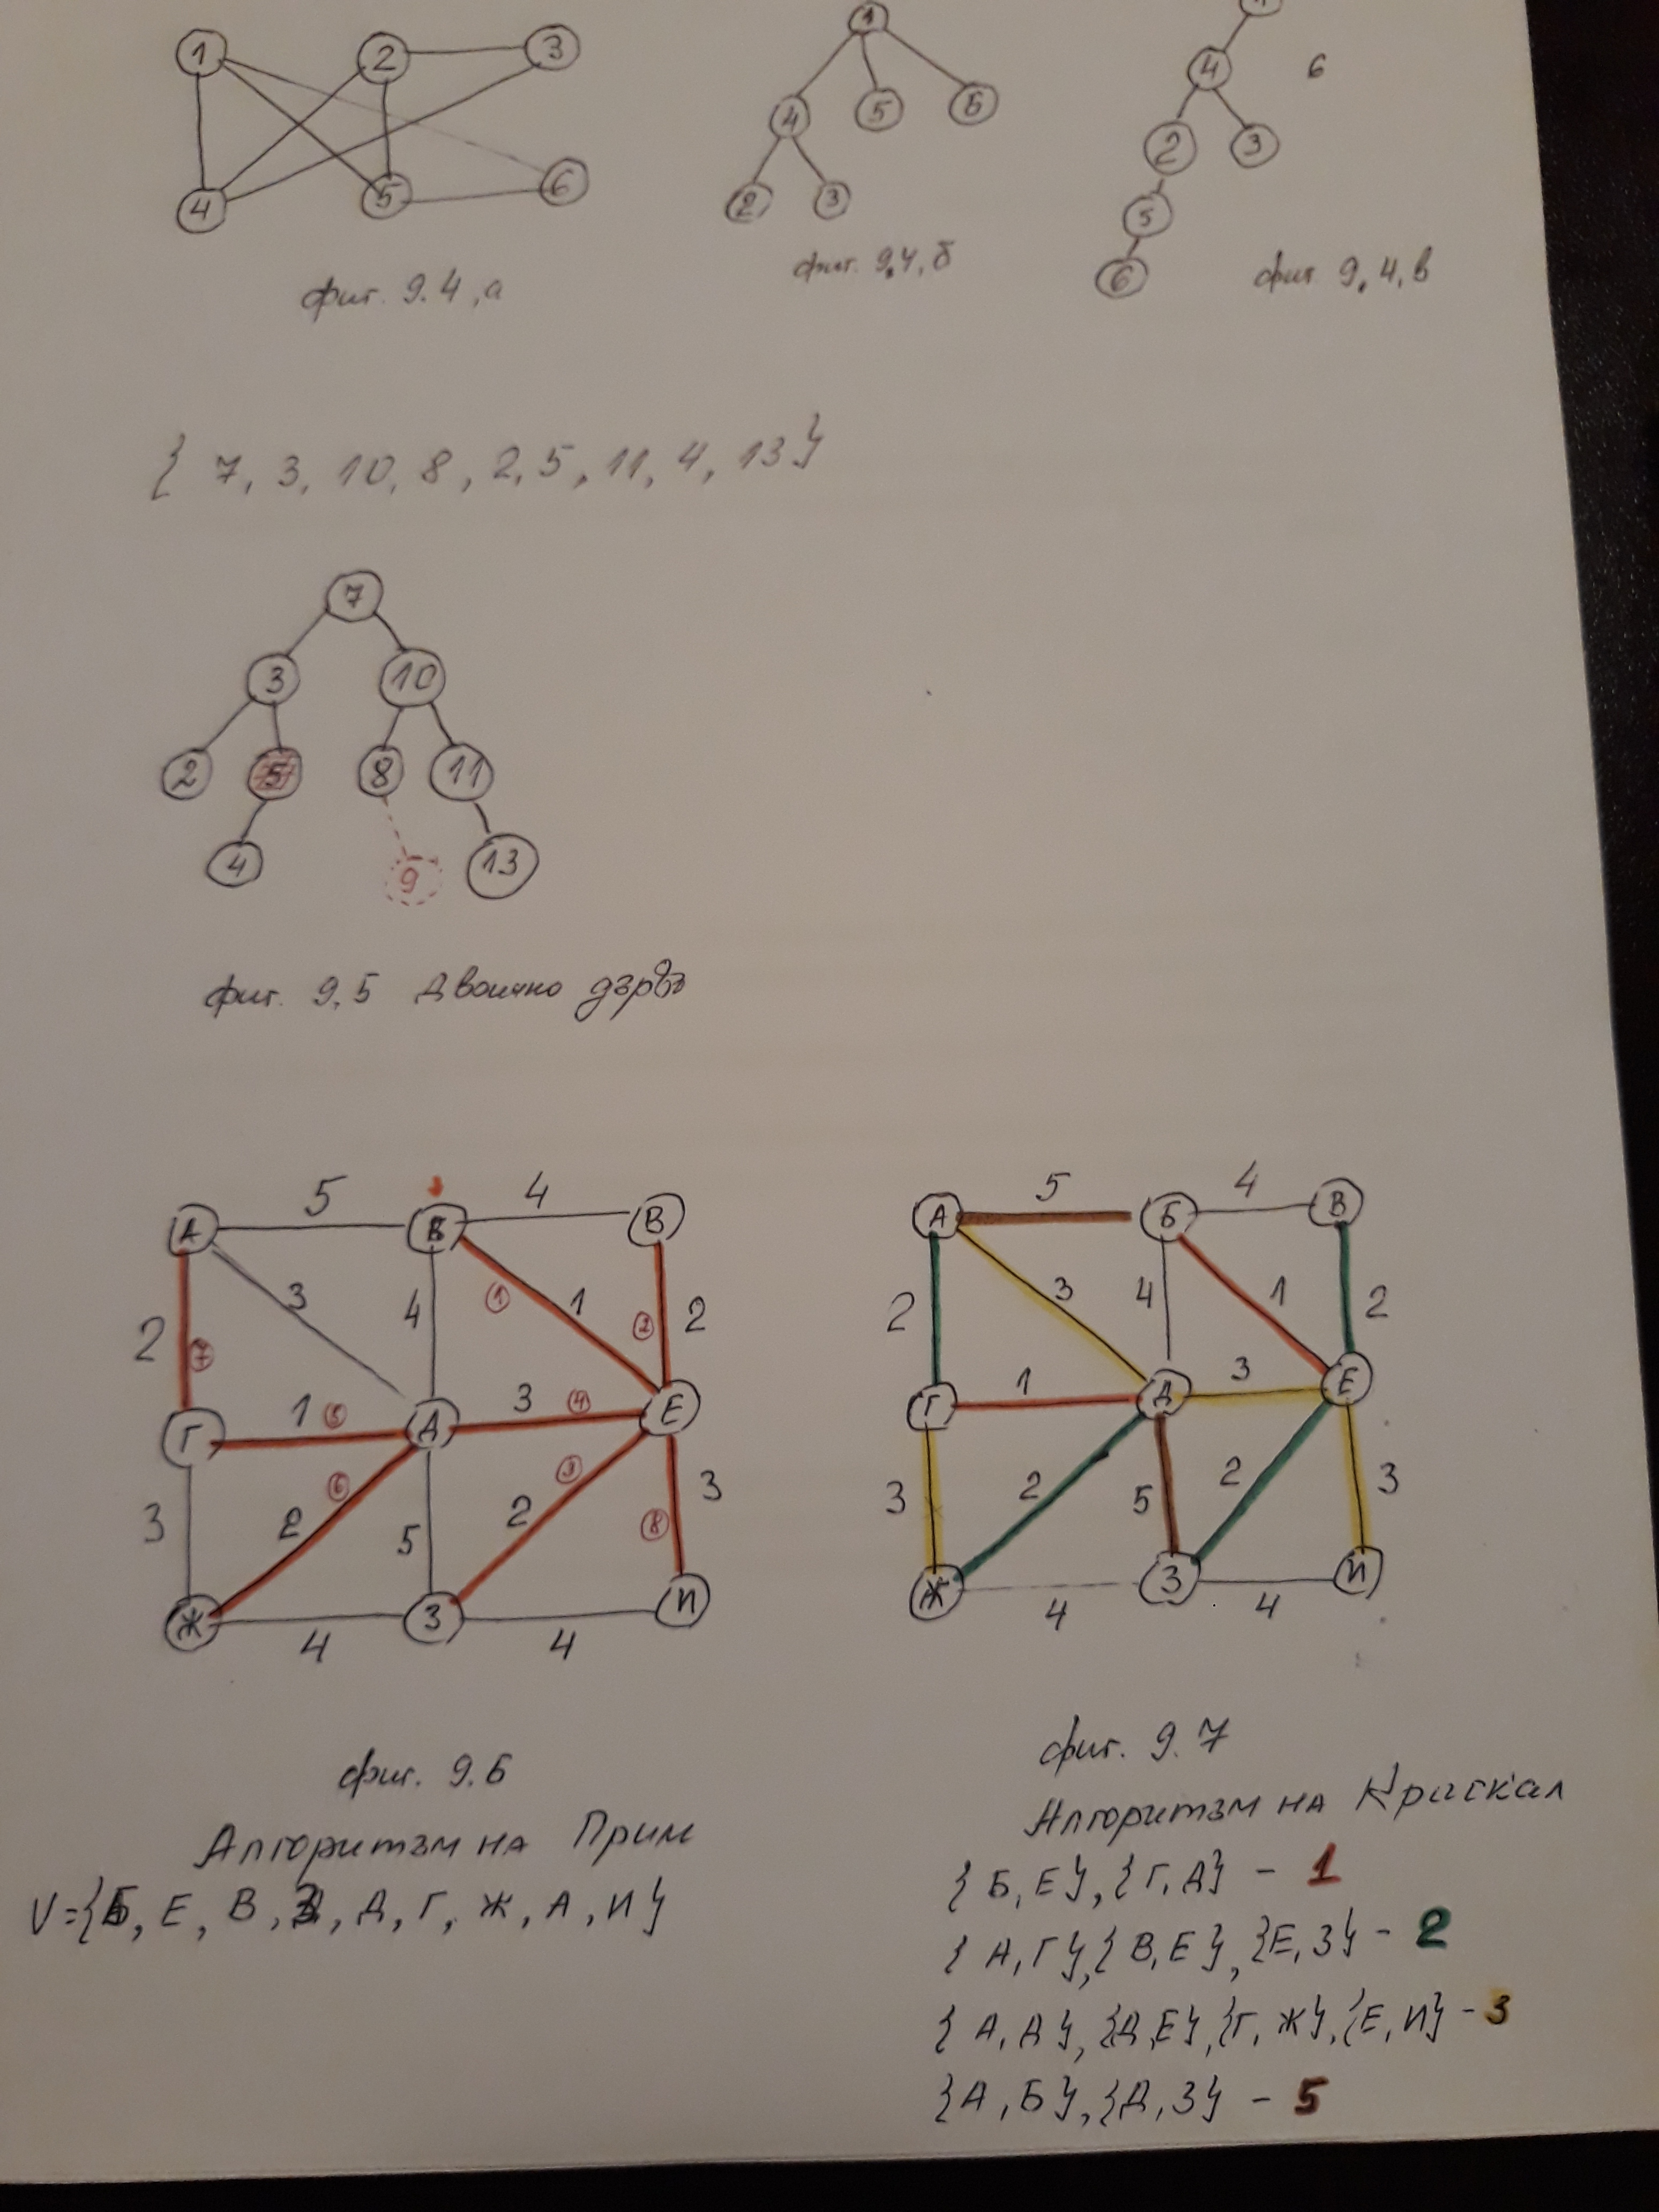 1 2 3
4 5 6
фиг. 9.4, а
1
4 5 6
2 3
фиг. 9,4, б
4 6
2 3
5
6
фиг 9, 4, в
{ 7, 3, 10, 8, 2, 5, 11, 4, 13}
7
3 10
2 5 8 11
4 9 13
фиг. 9,5 Двоично дърво
5 4
А Б В
3 4 1 2
2 1 2
7
Г 1 5 Д 3 4 Е
3 2 6 5 2 3 3 8
Ж 4 З 4 И
фиг. 9.6
Алгоритъм на Прим
V={Б, Е, В, З, Д, Г, Ж, А, И}
5 4
А Б В
2 3 4 1 2
Г 1 Д 3 Е
3 2 5 2 3
Ж 4 З 4 И
фиг. 9.7
Алгоритъм на Крускал
{Б, Е}, {Г, Д} - 1
{А, Г}, {В, Е}, {Е, З} - 2
{А, Д}, {Д, Е}, {Г, Ж}, {Е, И} - 3
{А, Б}, {Д, З} - 5